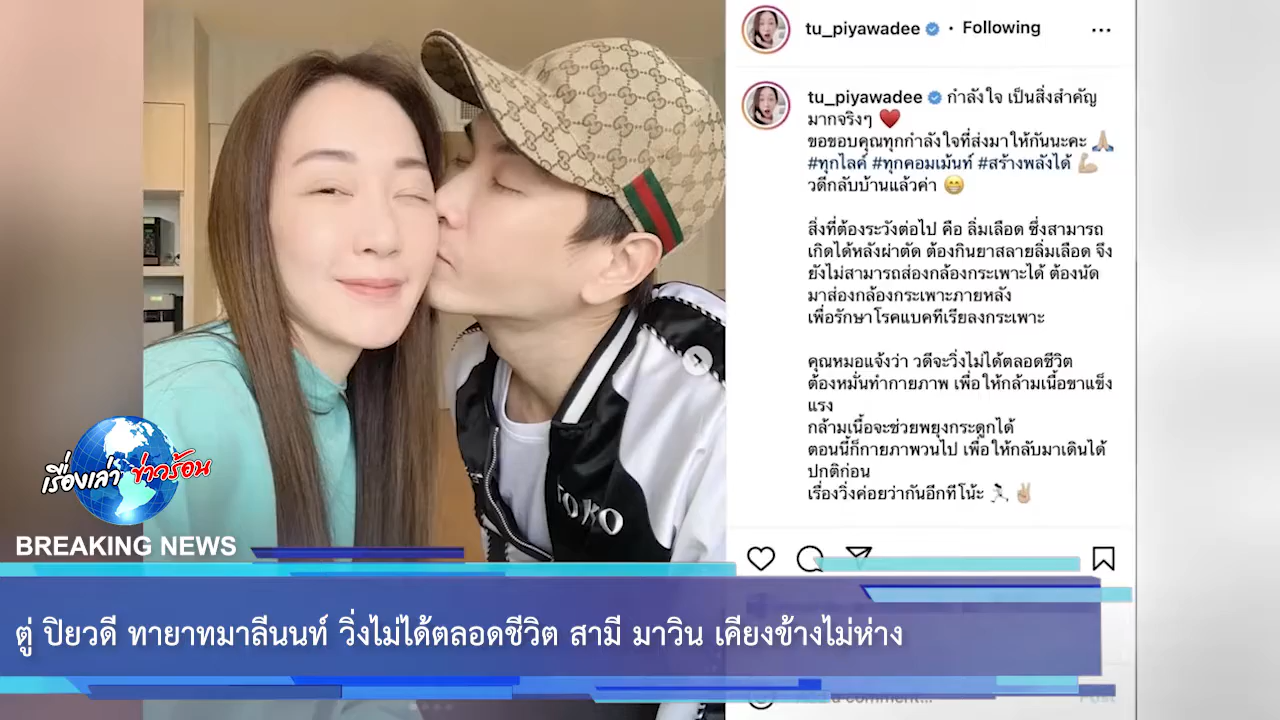 tu_piyawadee • Following ...
tu_piyawadee กำลังใจ เป็นสิ่งสำคัญ
มากจริงๆ ❤️
ขอขอบคุณทุกกำลังใจที่ส่งมาให้กันนะคะ 🙏🏼
#ทุกไลค์ #ทุกคอมเม้นท์ #สร้างพลังได้ 💪🏼
วดีกลับบ้านแล้วค่า 😁
สิ่งที่ต้องระวังต่อไป คือ ลิ่มเลือด ซึ่งสามารถ
เกิดได้หลังผ่าตัด ต้องกินยาสลายลิ่มเลือด จึง
ยังไม่สามารถส่องกล้องกระเพาะได้ ต้องนัด
มาส่องกล้องกระเพาะภายหลัง
เพื่อรักษาโรคแบคทีเรียลงกระเพาะ
คุณหมอแจ้งว่า วดีจะวิ่งไม่ได้ตลอดชีวิต
ต้องหมั่นทำกายภาพ เพื่อให้กล้ามเนื้อขาแข็ง
แรง
กล้ามเนื้อจะช่วยพยุงกระดูกได้
ตอนนี้ก็กายภาพวนไป เพื่อให้กลับมาเดินได้
ปกติก่อน
เรื่องวิ่งค่อยว่ากันอีกทีโน้ะ 🏃🏻 ✌🏼
เรื่องเล่า ข่าวร้อน
BREAKING NEWS
ตู่ ปิยวดี ทายาทมาลีนนท์ วิ่งไม่ได้ตลอดชีวิต สามี มาวิน เคียงข้างไม่ห่าง